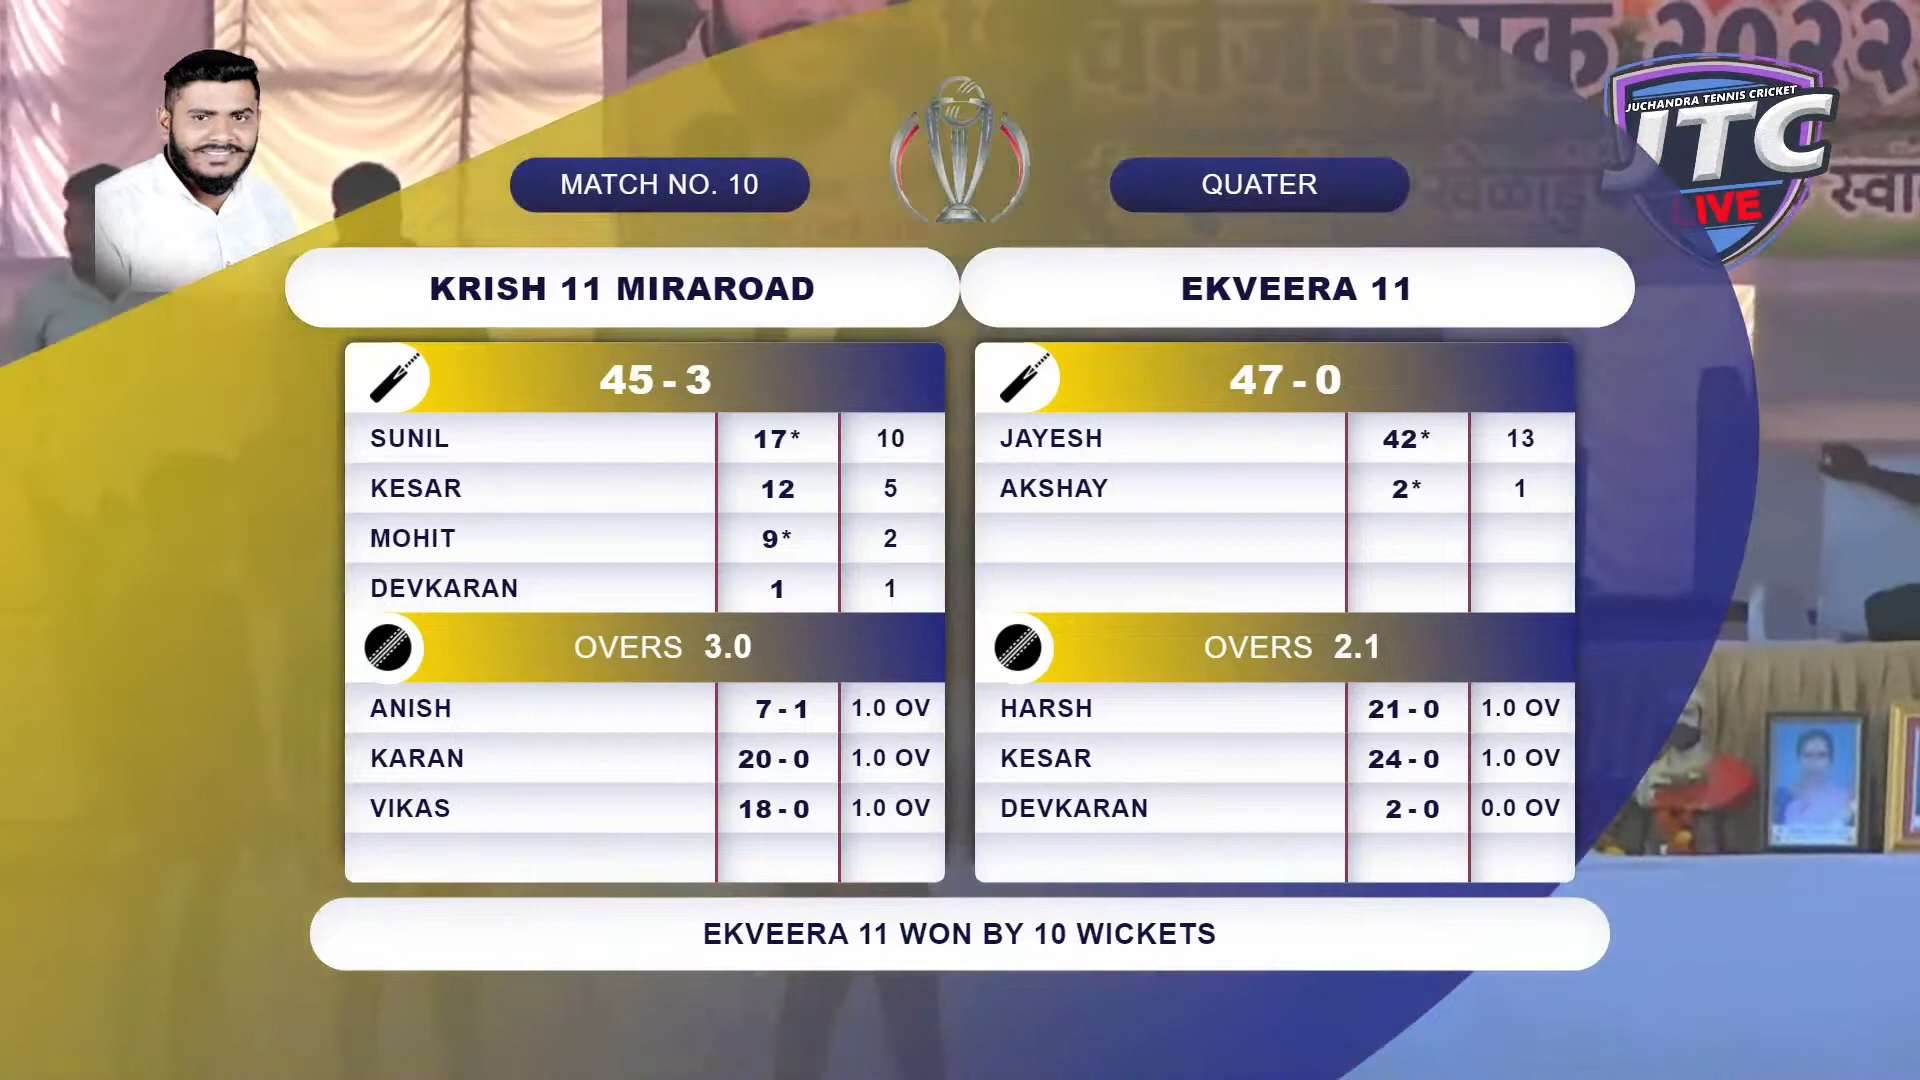 चषक २०२२
JUCHANDRA TENNIS CRICKET
JTC
LIVE
स्वा
MATCH NO. 10
QUATER
KRISH 11 MIRAROAD
EKVEERA 11
45 - 3
SUNIL 17* 10
KESAR 12 5
MOHIT 9* 2
DEVKARAN 1 1
OVERS 3.0
ANISH 7 - 1 1.0 OV
KARAN 20 - 0 1.0 OV
VIKAS 18 - 0 1.0 OV
47 - 0
JAYESH 42* 13
AKSHAY 2* 1
OVERS 2.1
HARSH 21 - 0 1.0 OV
KESAR 24 - 0 1.0 OV
DEVKARAN 2 - 0 0.0 OV
EKVEERA 11 WON BY 10 WICKETS